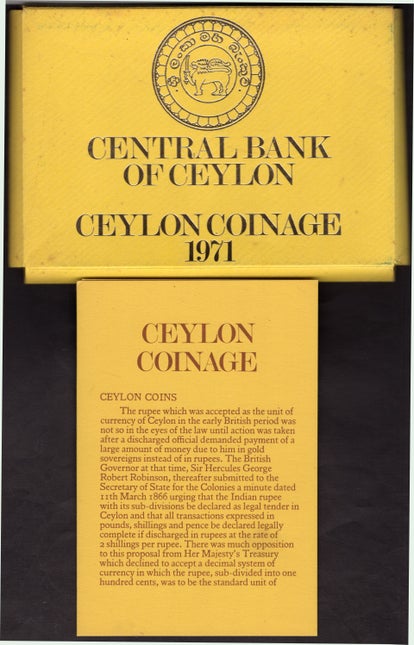 CENTRAL BANK
OF CEYLON
CEYLON COINAGE
1971
CEYLON
COINAGE
CEYLON COINS
The rupee which was accepted as the unit of
currency of Ceylon in the early British period was
not so in the eyes of the law until action was taken
after a discharged official demanded payment of a
large amount of money due to him in gold
sovereigns instead of in rupees. The British
Governor at that time, Sir Hercules George
Robert Robinson, thereafter submitted to the
Secretary of State for the Colonies a minute dated
11th March 1866 urging that the Indian rupee
with its sub-divisions be declared as legal tender in
Ceylon and that all transactions expressed in
pounds, shillings and pence be declared legally
complete if discharged in rupees at the rate of
2 shillings per rupee. There was much opposition
to this proposal from Her Majesty's Treasury
which declined to accept a decimal system of
currency in which the rupee, sub-divided into one
hundred cents, was to be the standard unit of